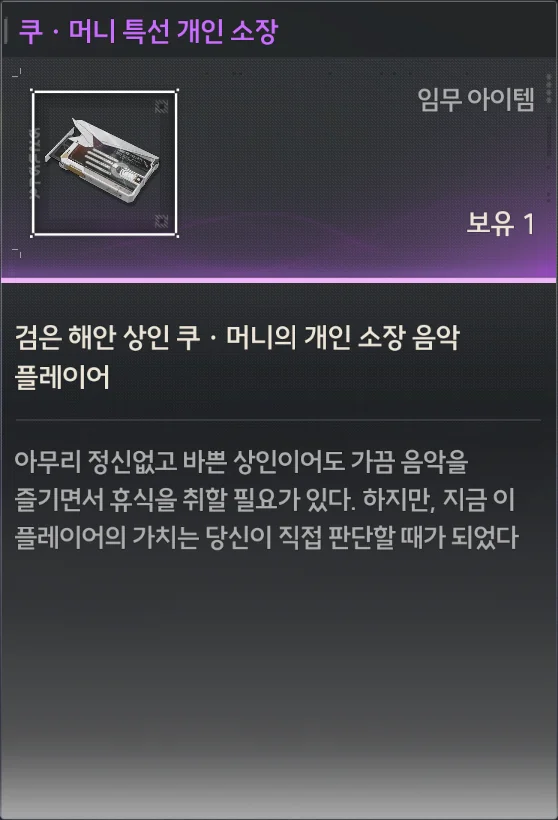 쿠 · 머니 특선 개인 소장
임무 아이템
보유 1
검은 해안 상인 쿠 · 머니의 개인 소장 음악
플레이어
아무리 정신없고 바쁜 상인이어도 가끔 음악을
즐기면서 휴식을 취할 필요가 있다. 하지만, 지금 이
플레이어의 가치는 당신이 직접 판단할 때가 되었다